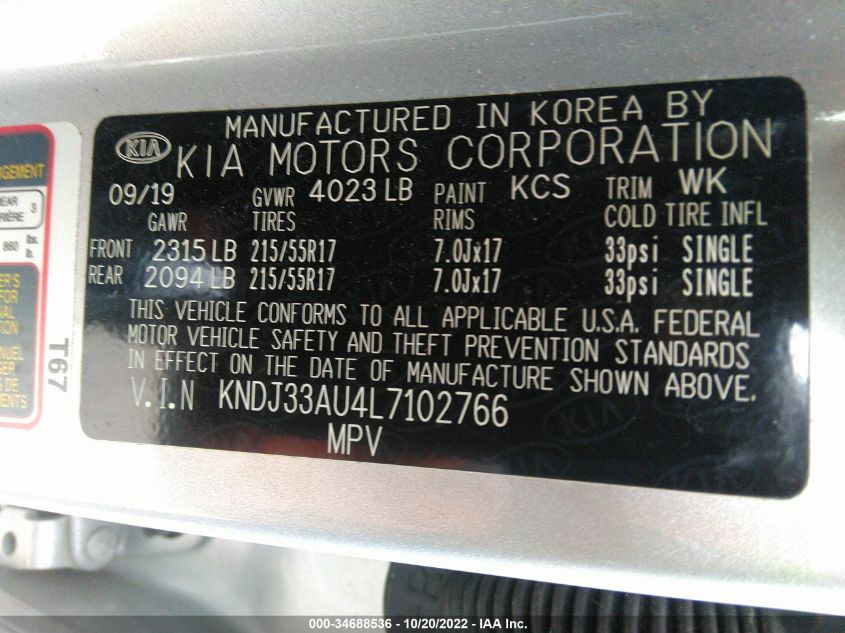 MANUFACTURED IN KOREA BY
KIA KIA MOTORS CORPORATION
09/19 GVWR 4023 LB PAINT KCS TRIM WK
GAWR TIRES RIMS COLD TIRE INFL
FRONT 2315 LB 215/55R17 7.0Jx17 33psi SINGLE
REAR 2094 LB 215/55R17 7.0Jx17 33psi SINGLE
THIS VEHICLE CONFORMS TO ALL APPLICABLE U.S.A. FEDERAL
MOTOR VEHICLE SAFETY AND THEFT PREVENTION STANDARDS
IN EFFECT ON THE DATE OF MANUFACTURE SHOWN ABOVE.
V.I.N KNDJ33AU4L7102766
MPV
3
860 lbs.
T67
000-34688536 - 10/20/2022 - IAA, Inc.